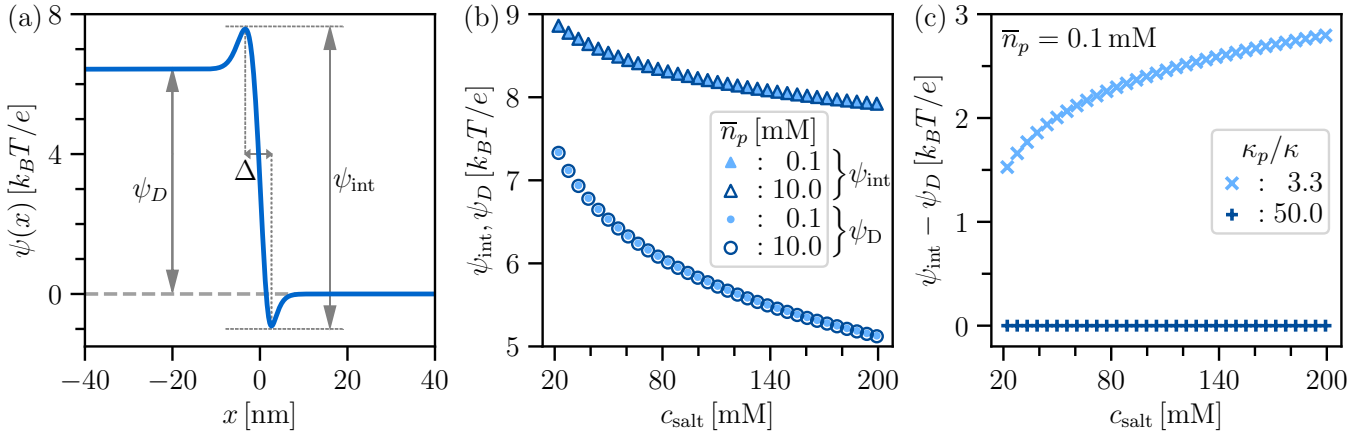 (a)
8
4
0
ψ(x) [k_BT/e]
ψ_D
Δ
ψ_int
−40 −20 0 20 40
x [nm]
(b)
9
8
7
6
5
ψ_int, ψ_D [k_BT/e]
n̅_p [mM]
: 0.1
: 10.0
ψ_int
: 0.1
: 10.0
ψ_D
20 80 140 200
c_salt [mM]
(c)
3
2
1
0
ψ_int − ψ_D [k_BT/e]
n̅_p = 0.1 mM
κ_p/κ
: 3.3
: 50.0
20 80 140 200
c_salt [mM]